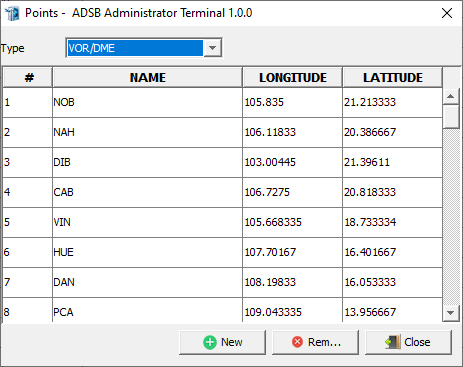 Points - ADSB Administrator Terminal 1.0.0
Type VOR/DME
# NAME LONGITUDE LATITUDE
1 NOB 105.835 21.213333
2 NAH 106.11833 20.386667
3 DIB 103.00445 21.39611
4 CAB 106.7275 20.818333
5 VIN 105.668335 18.733334
6 HUE 107.70167 16.401667
7 DAN 108.19833 16.053333
8 PCA 109.043335 13.956667
New Rem... Close